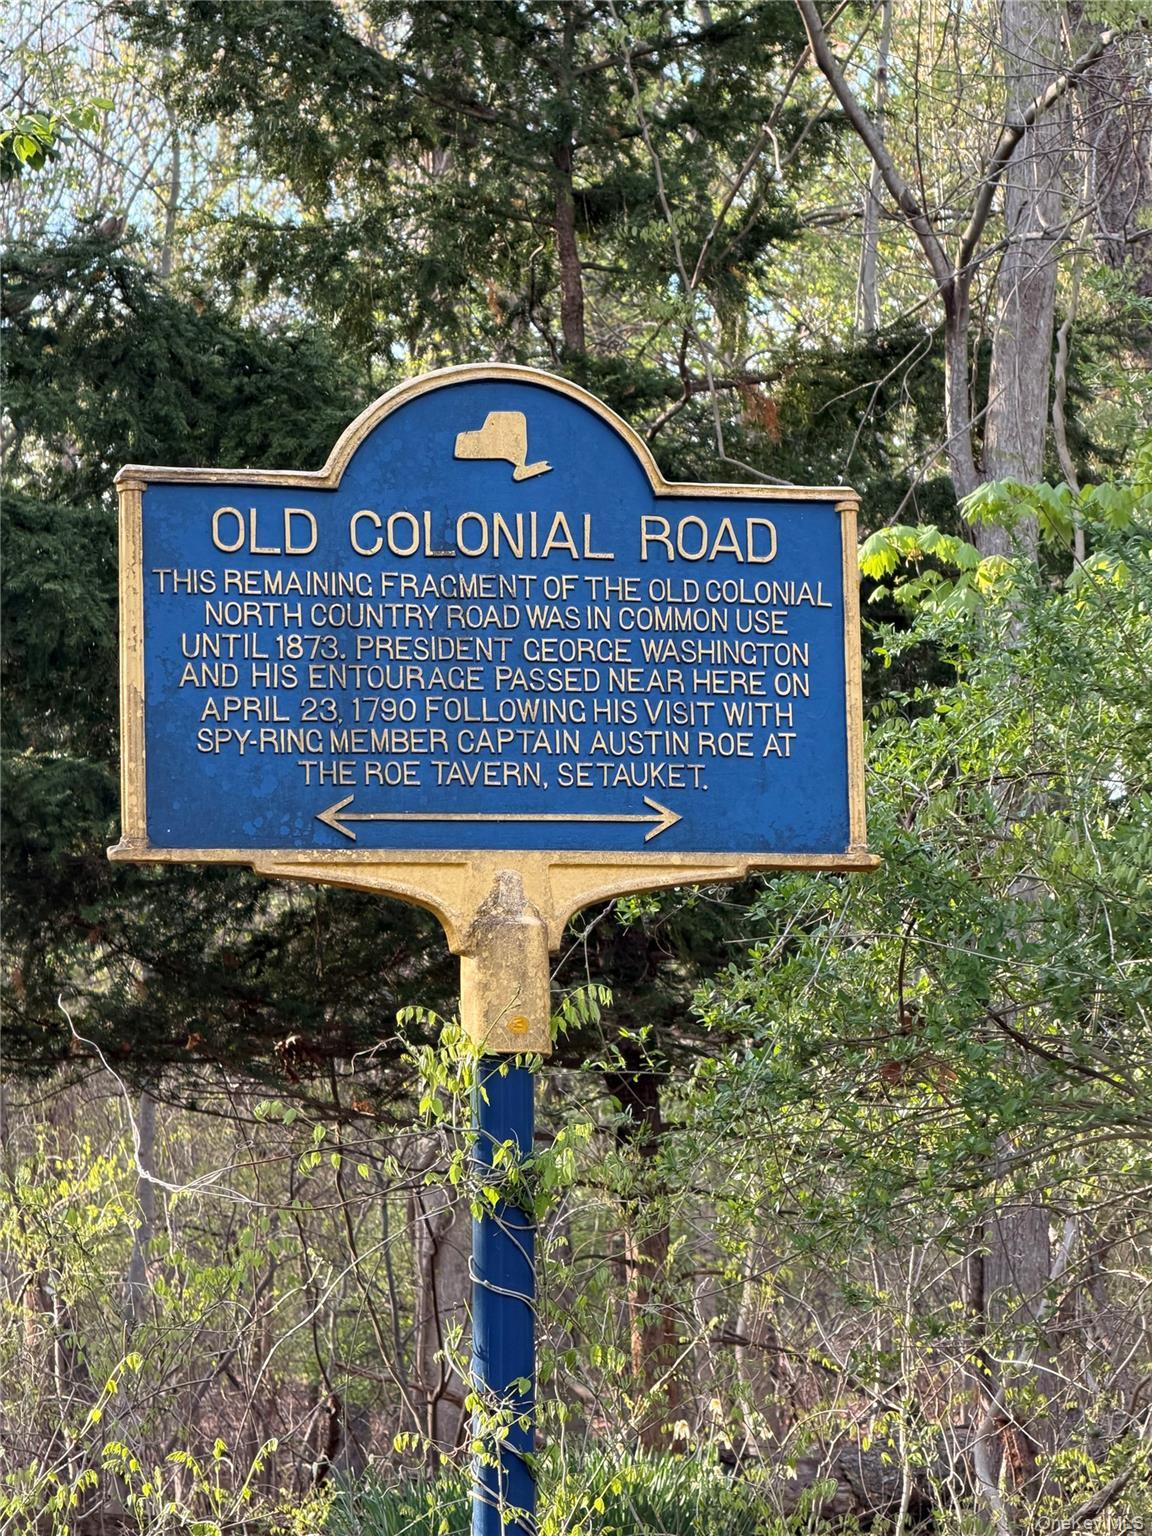 OLD COLONIAL ROAD
THIS REMAINING FRAGMENT OF THE OLD COLONIAL
NORTH COUNTRY ROAD WAS IN COMMON USE
UNTIL 1873. PRESIDENT GEORGE WASHINGTON
AND HIS ENTOURAGE PASSED NEAR HERE ON
APRIL 23, 1790 FOLLOWING HIS VISIT WITH
SPY-RING MEMBER CAPTAIN AUSTIN ROE AT
THE ROE TAVERN, SETAUKET.
OneKey MLS